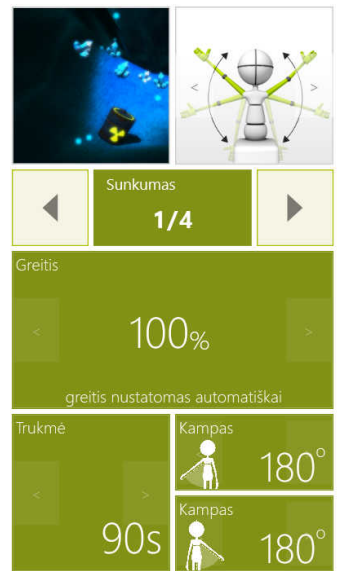 Sunkumas
1/4
Greitis
< 100% >
greitis nustatomas automatiškai
Trukmė
< >
90s
Kampas
180°
Kampas
180°